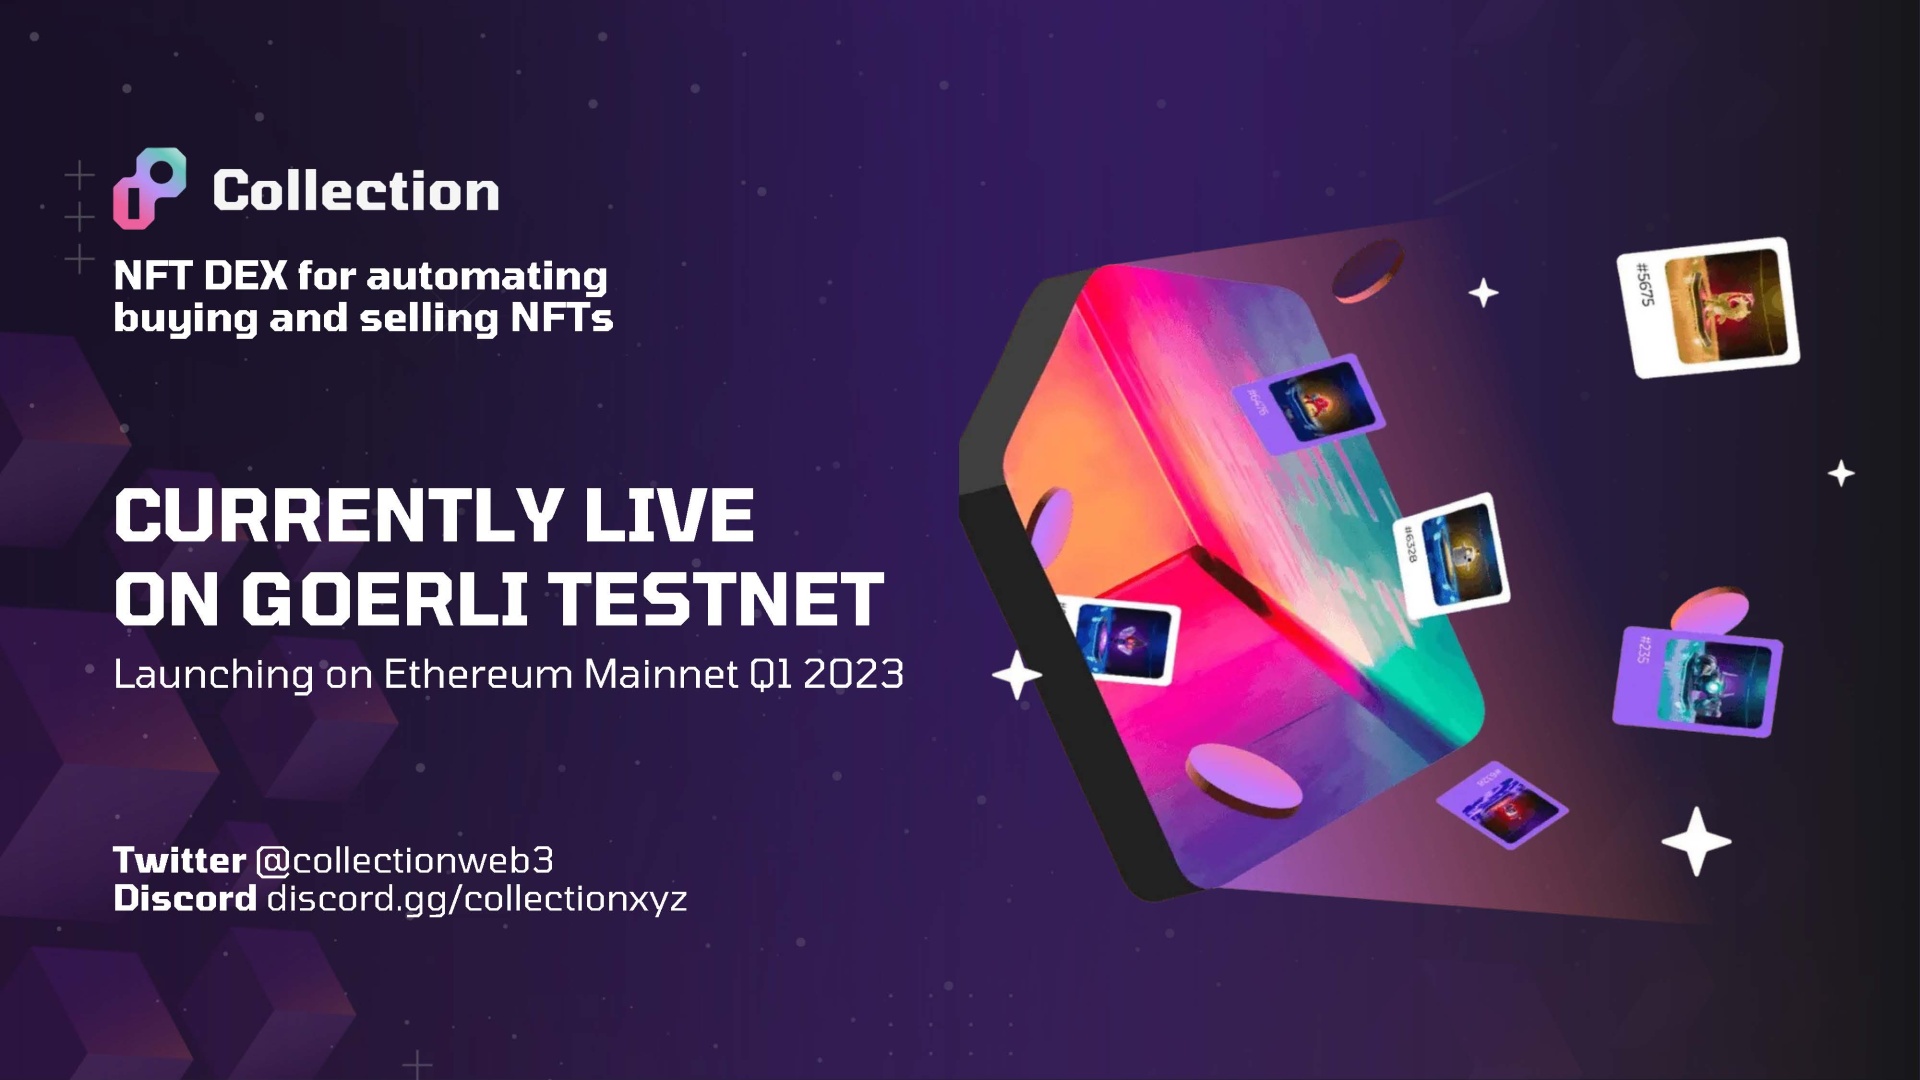 Collection
NFT DEX for automating
buying and selling NFTs
CURRENTLY LIVE
ON GOERLI TESTNET
Launching on Ethereum Mainnet Q1 2023
Twitter @collectionweb3
Discord discord.gg/collectionxyz
#5675
#6328
#235